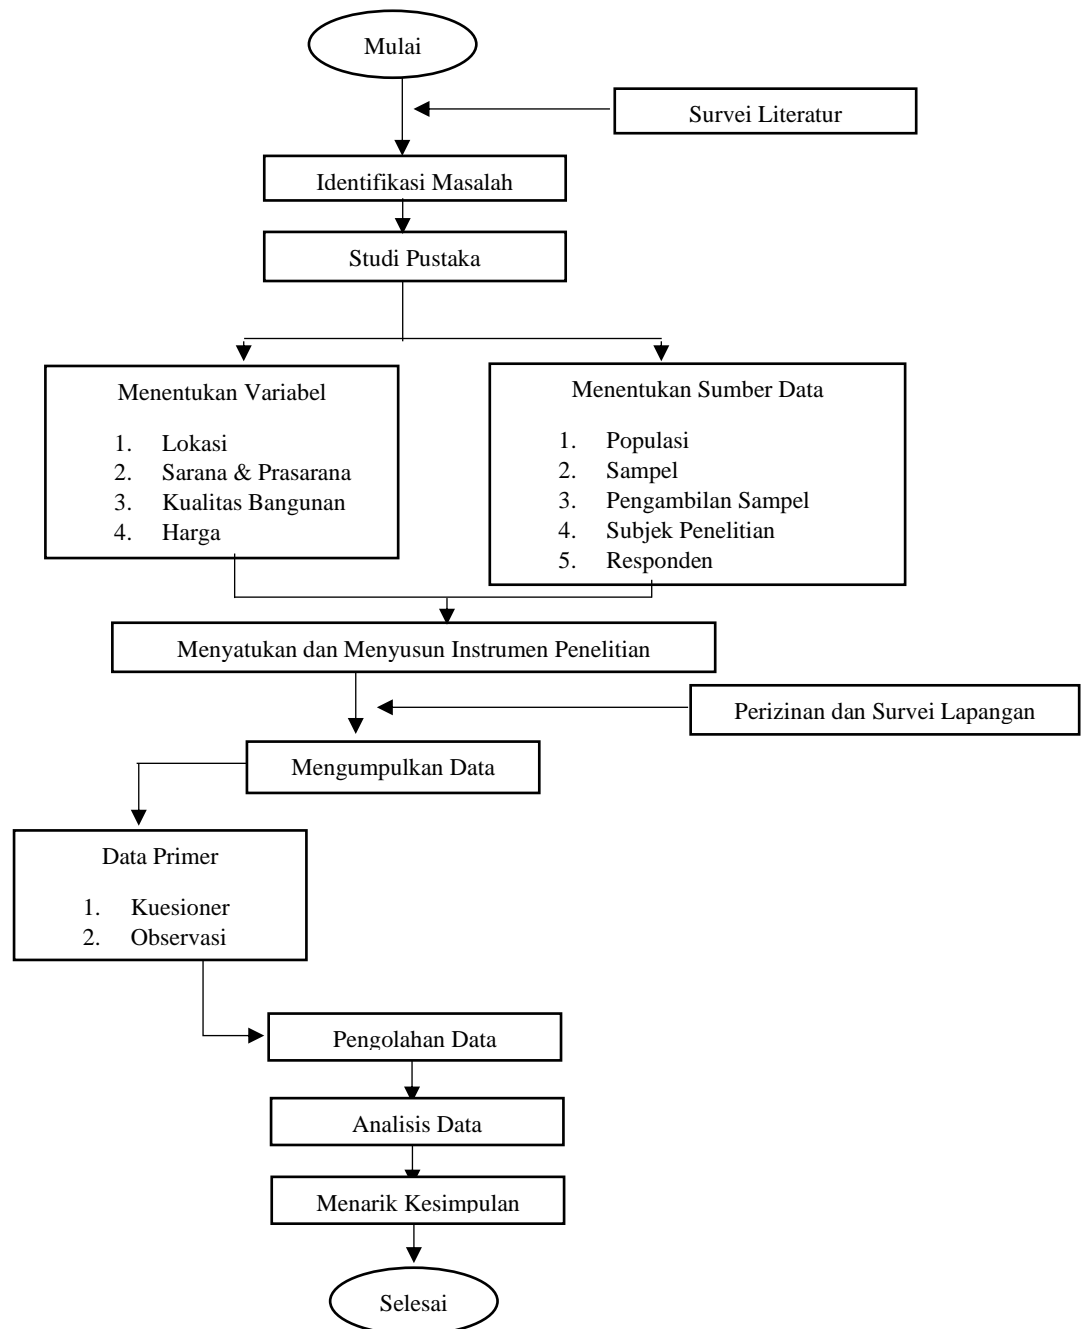 Mulai
Survei Literatur
Identifikasi Masalah
Studi Pustaka
Menentukan Variabel
1. Lokasi
2. Sarana & Prasarana
3. Kualitas Bangunan
4. Harga
Menentukan Sumber Data
1. Populasi
2. Sampel
3. Pengambilan Sampel
4. Subjek Penelitian
5. Responden
Menyatukan dan Menyusun Instrumen Penelitian
Perizinan dan Survei Lapangan
Mengumpulkan Data
Data Primer
1. Kuesioner
2. Observasi
Pengolahan Data
Analisis Data
Menarik Kesimpulan
Selesai